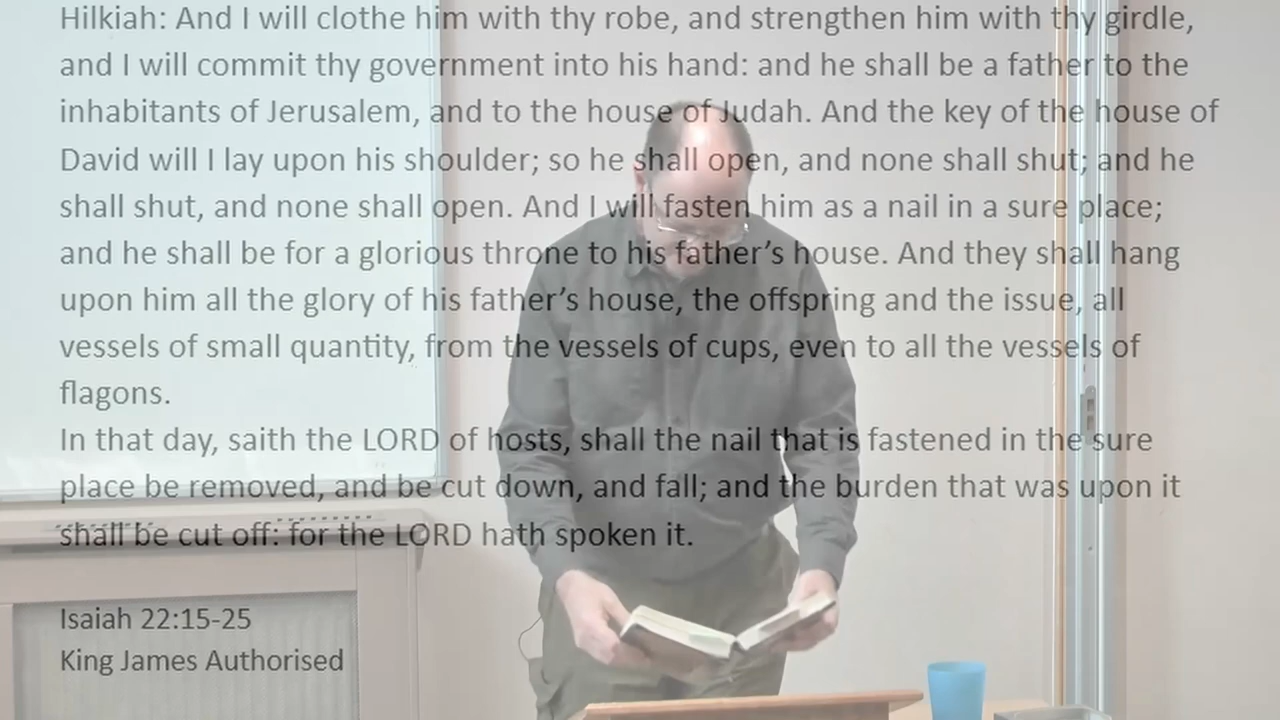 Hilkiah: And I will clothe him with thy robe, and strengthen him with thy girdle,
and I will commit thy government into his hand: and he shall be a father to the
inhabitants of Jerusalem, and to the house of Judah. And the key of the house of
David will I lay upon his shoulder; so he shall open, and none shall shut; and he
shall shut, and none shall open. And I will fasten him as a nail in a sure place;
and he shall be for a glorious throne to his father’s house. And they shall hang
upon him all the glory of his father’s house, the offspring and the issue, all
vessels of small quantity, from the vessels of cups, even to all the vessels of
flagons.
In that day, saith the LORD of hosts, shall the nail that is fastened in the sure
place be removed, and be cut down, and fall; and the burden that was upon it
shall be cut off: for the LORD hath spoken it.
Isaiah 22:15-25
King James Authorised